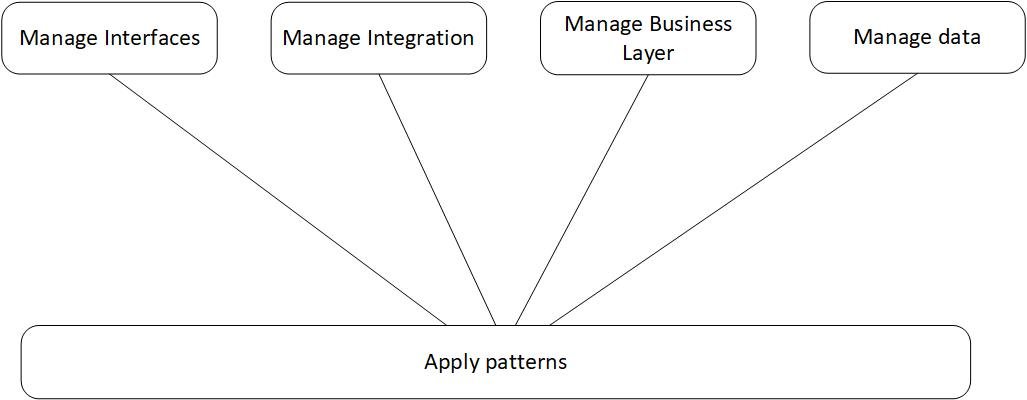 Manage Interfaces
Manage Integration
Manage Business
Layer
Manage data
Apply patterns